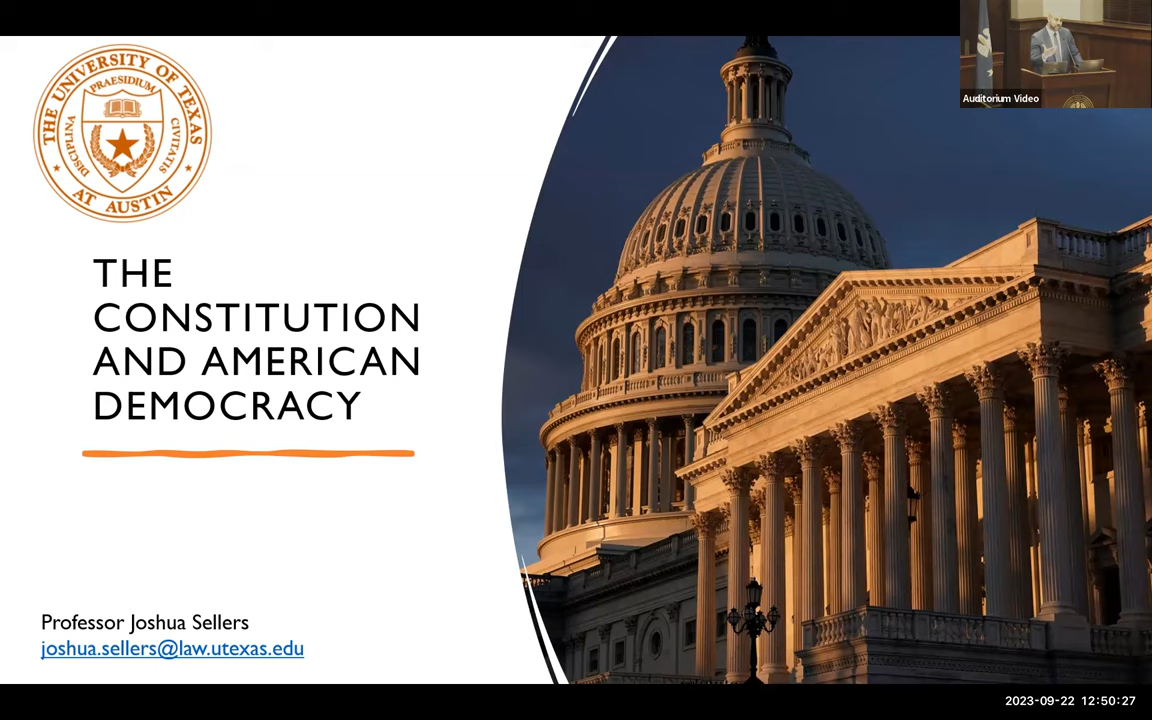 THE UNIVERSITY OF TEXAS
PRAESIDIUM
DISCIPLINA
CIVITATIS
AT AUSTIN
THE
CONSTITUTION
AND AMERICAN
DEMOCRACY
Professor Joshua Sellers
joshua.sellers@law.utexas.edu
Auditorium Video
2023-09-22 12:50:27